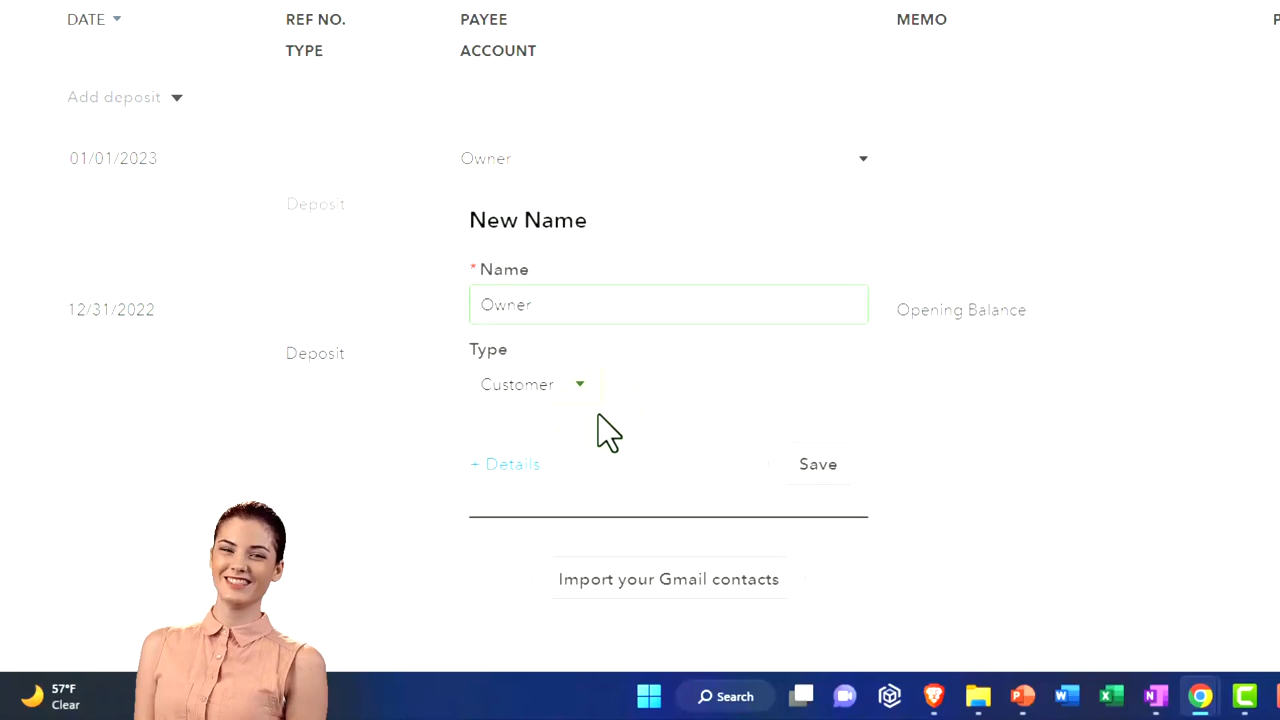 DATE REF NO. PAYEE MEMO P
TYPE ACCOUNT
Add deposit
01/01/2023 Owner
Deposit
New Name
* Name
Owner
12/31/2022 Opening Balance
Type
Deposit
Customer
+ Details Save
Import your Gmail contacts
57°F
Clear
Search